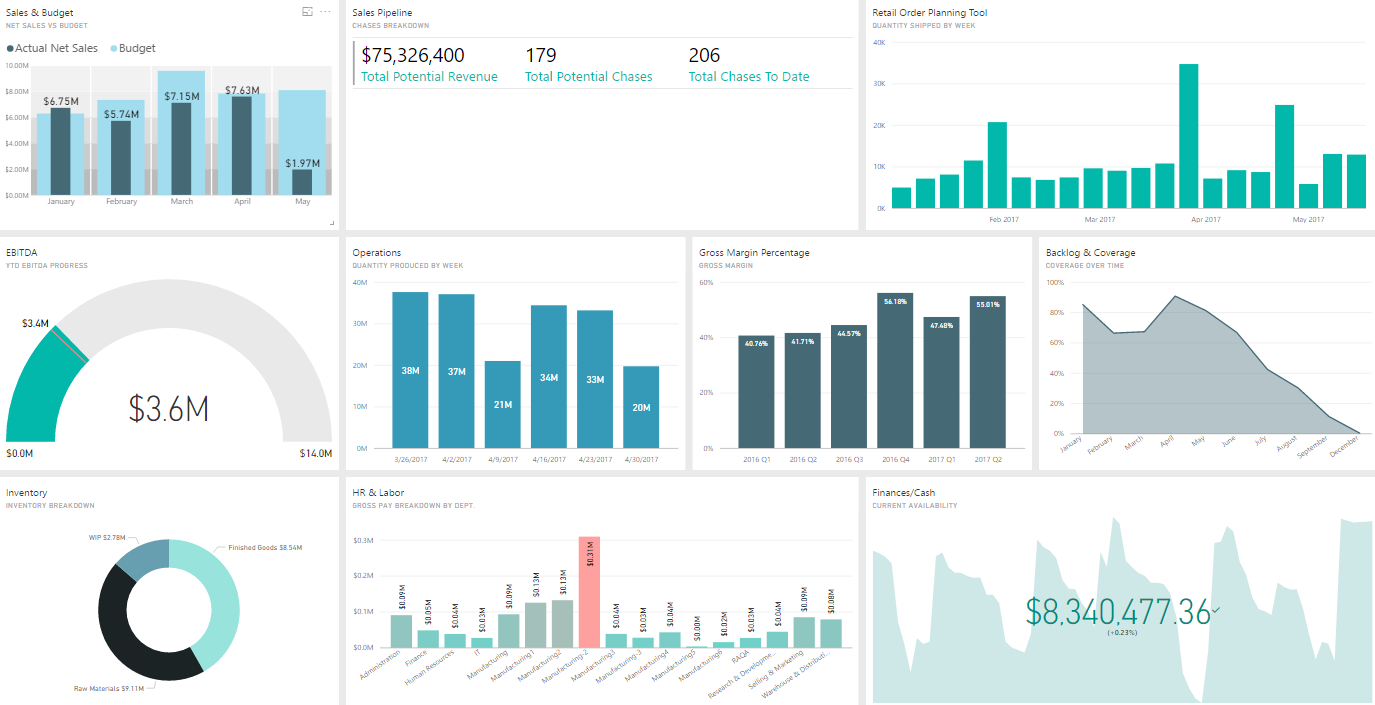 Sales & Budget
NET SALES VS BUDGET
Actual Net Sales Budget
10.00M
$8.00M
$6.00M
$4.00M
$2.00M
$0.00M
$6.75M
$5.74M
$7.15M
$7.63M
$1.97M
January February March April May
Sales Pipeline
CHASES BREAKDOWN
$75,326,400 179 206
Total Potential Revenue Total Potential Chases Total Chases To Date
Retail Order Planning Tool
QUANTITY SHIPPED BY WEEK
40K
30K
20K
10K
0K
Feb 2017 Mar 2017 Apr 2017 May 2017
EBITDA
YTD EBITDA PROGRESS
$3.4M
$3.6M
$0.0M $14.0M
Operations
QUANTITY PRODUCED BY WEEK
40M
30M
20M
10M
0M
38M 37M 21M 34M 33M 20M
3/26/2017 4/2/2017 4/9/2017 4/16/2017 4/23/2017 4/30/2017
Gross Margin Percentage
GROSS MARGIN
60%
40%
20%
0%
40.76% 41.71% 44.57% 56.18% 47.48% 55.01%
2016 Q1 2016 Q2 2016 Q3 2016 Q4 2017 Q1 2017 Q2
Backlog & Coverage
COVERAGE OVER TIME
100%
80%
60%
40%
20%
0%
January February March April May June July August September December
Inventory
INVENTORY BREAKDOWN
WIP $2.78M
Finished Goods $8.54M
Raw Materials $9.11M
HR & Labor
GROSS PAY BREAKDOWN BY DEPT.
$0.3M
$0.2M
$0.1M
$0.0M
$0.09M $0.05M $0.04M $0.03M $0.09M $0.13M $0.13M $0.31M $0.04M $0.03M $0.04M $0.00M $0.02M $0.03M $0.04M $0.09M $0.08M
Administration Finance Human Resources IT Manufacturing Manufacturing1 Manufacturing2 Manufacturing-2 Manufacturing3 Manufacturing-3 Manufacturing4 Manufacturing5 Manufacturing6 RAQA Research & Developme... Selling & Marketing Warehouse & Distributi...
Finances/Cash
CURRENT AVAILABILITY
$8,340,477.36
(+0.23%)